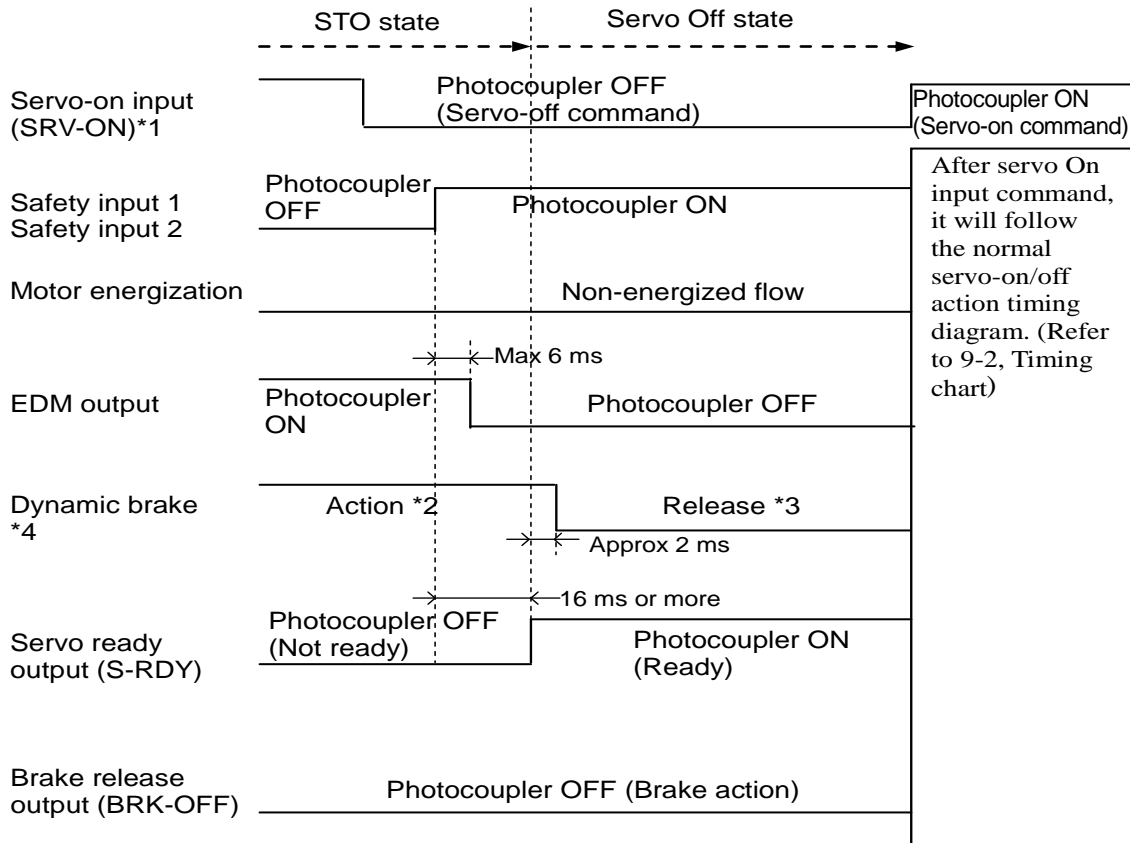 STO state
Servo Off state
Servo-on input
(SRV-ON)*1
Photocoupler OFF
(Servo-off command)
Photocoupler ON
(Servo-on command)
Safety input 1
Safety input 2
Photocoupler
OFF
Photocoupler ON
After servo On
input command,
it will follow
the normal
servo-on/off
action timing
diagram. (Refer
to 9-2, Timing
chart)
Motor energization
Non-energized flow
Max 6 ms
EDM output
Photocoupler
ON
Photocoupler OFF
Dynamic brake
*4
Action *2
Release *3
Approx 2 ms
16 ms or more
Servo ready
output (S-RDY)
Photocoupler OFF
(Not ready)
Photocoupler ON
(Ready)
Brake release
output (BRK-OFF)
Photocoupler OFF (Brake action)